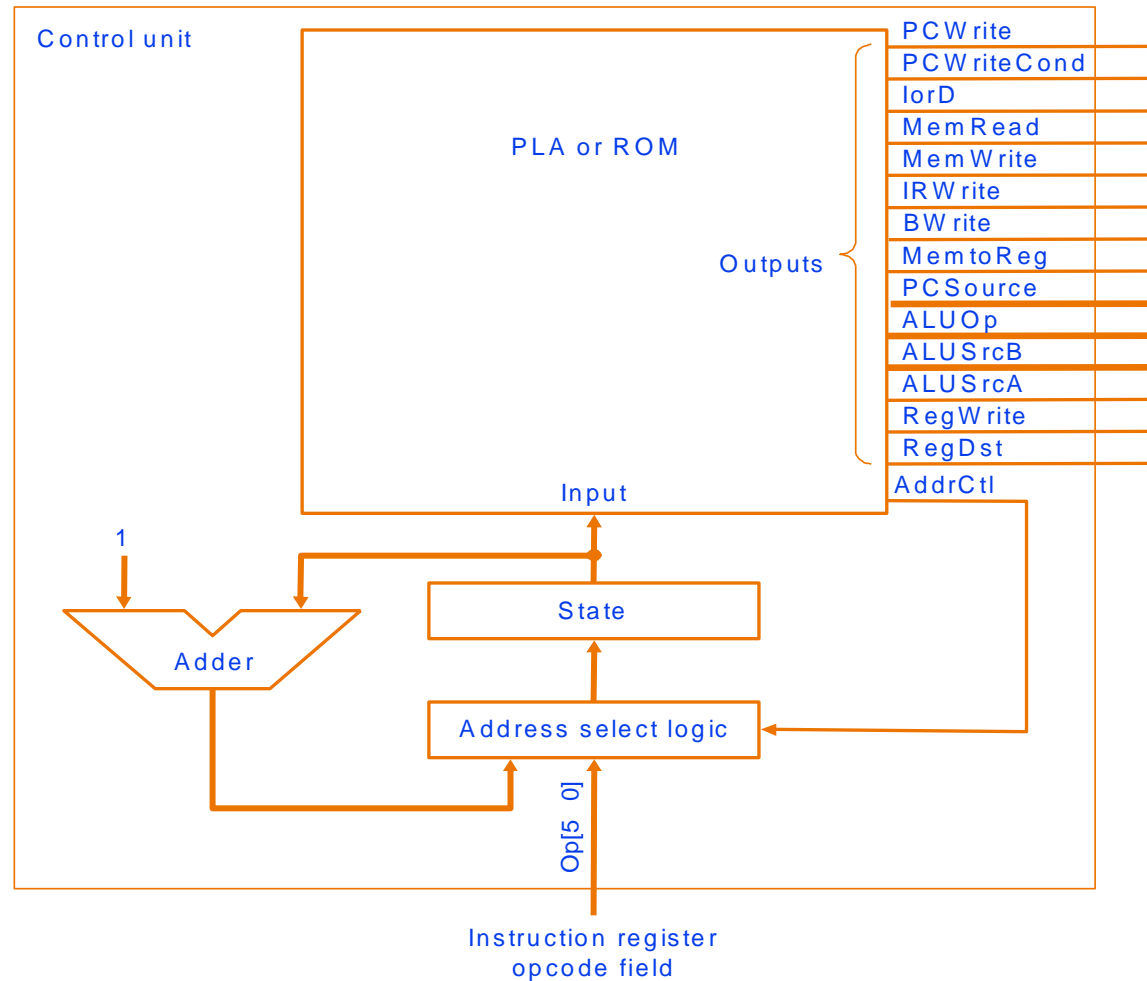 Control unit
PLA or ROM
Outputs
PCWrite
PCWriteCond
IorD
MemRead
MemWrite
IRWrite
BWrite
MemtoReg
PCSource
ALUOp
ALUSrcB
ALUSrcA
RegWrite
RegDst
AddrCtl
Input
1
State
Adder
Address select logic
Op[5 0]
Instruction register
opcode field